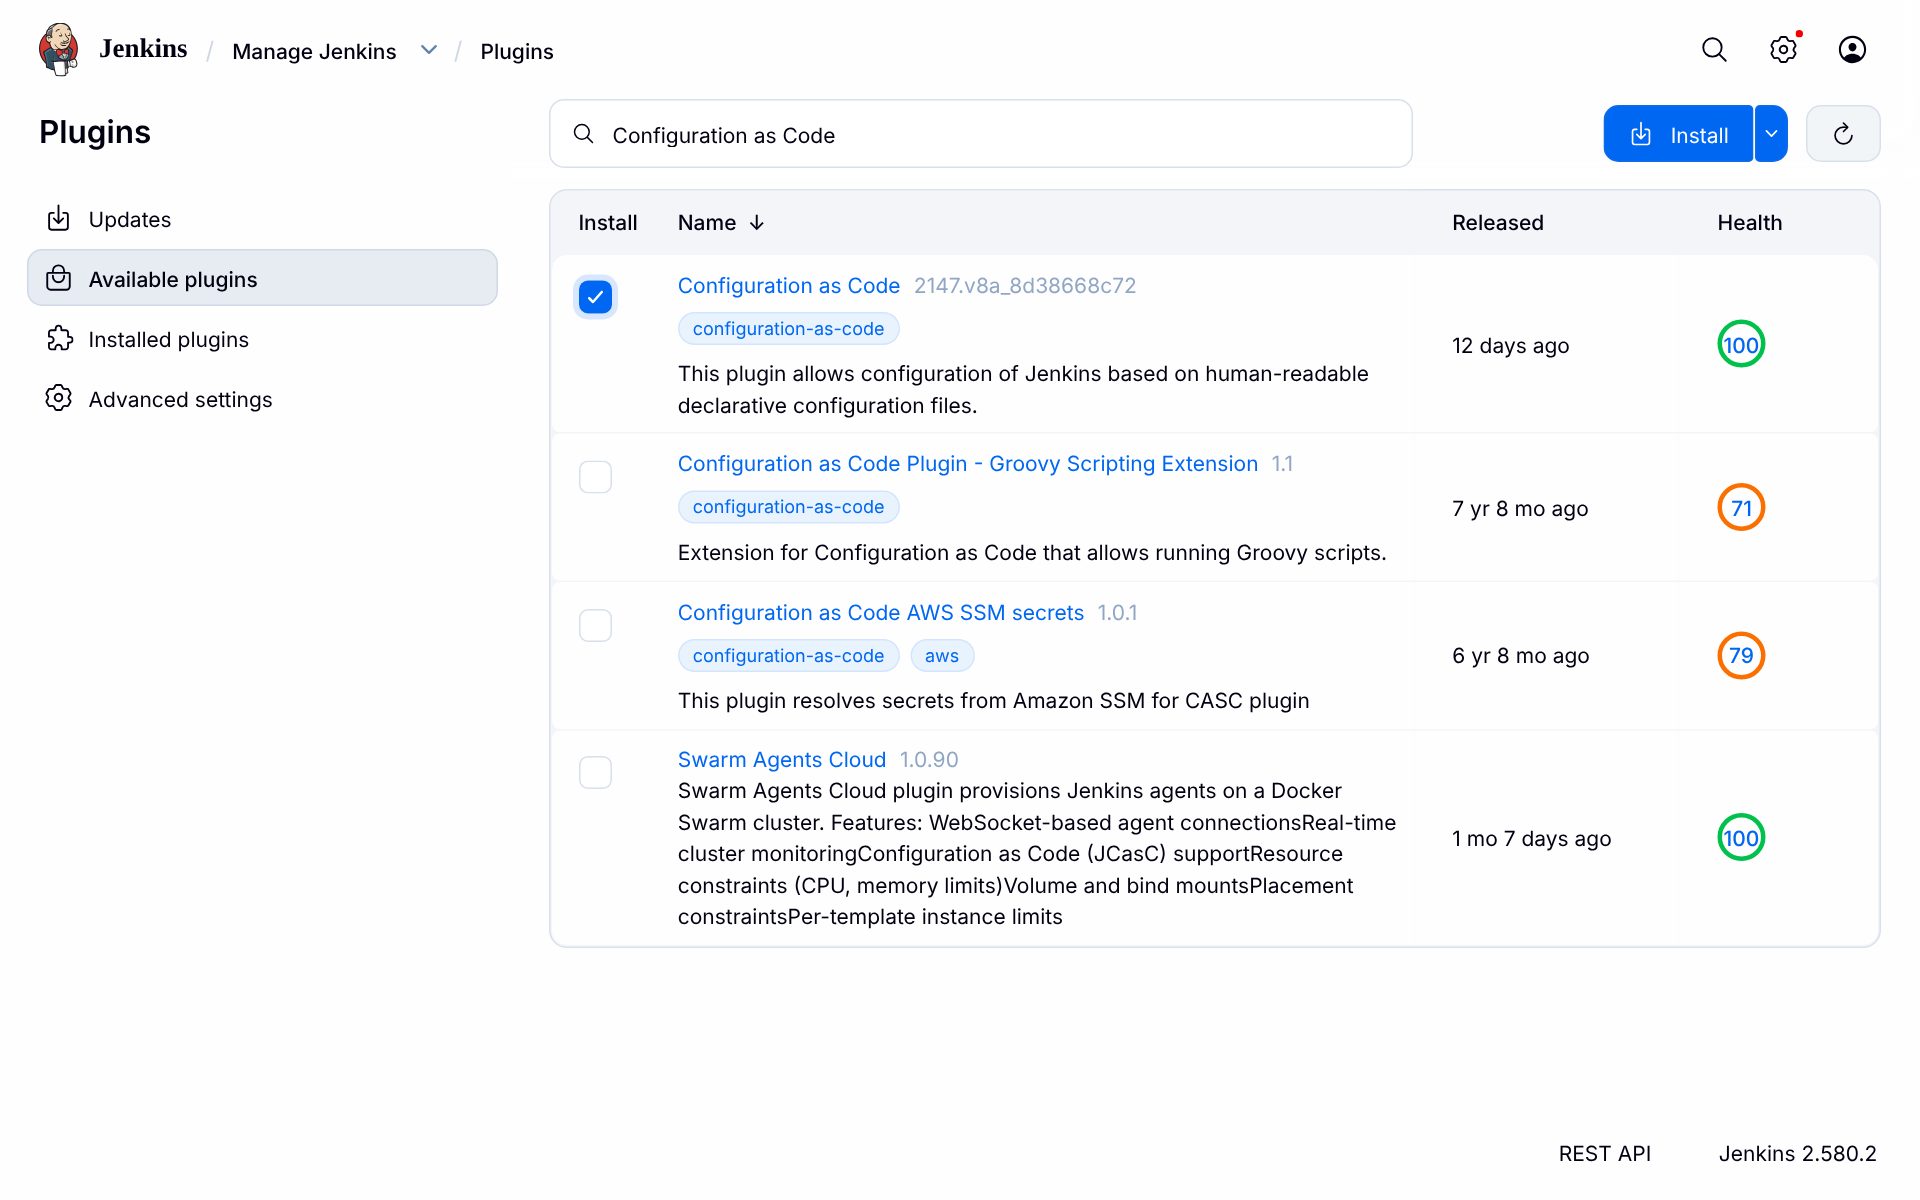 Jenkins / Manage Jenkins / Plugins
Plugins
Configuration as Code
Install
Updates
Available plugins
Installed plugins
Advanced settings
Install Name Released Health
Configuration as Code 2147.v8a_8d38668c72
configuration-as-code
This plugin allows configuration of Jenkins based on human-readable
declarative configuration files.
12 days ago
100
Configuration as Code Plugin - Groovy Scripting Extension 1.1
configuration-as-code
Extension for Configuration as Code that allows running Groovy scripts.
7 yr 8 mo ago
71
Configuration as Code AWS SSM secrets 1.0.1
configuration-as-code aws
This plugin resolves secrets from Amazon SSM for CASC plugin
6 yr 8 mo ago
79
Swarm Agents Cloud 1.0.90
Swarm Agents Cloud plugin provisions Jenkins agents on a Docker
Swarm cluster. Features: WebSocket-based agent connectionsReal-time
cluster monitoringConfiguration as Code (JCasC) supportResource
constraints (CPU, memory limits)Volume and bind mountsPlacement
constraintsPer-template instance limits
1 mo 7 days ago
100
REST API Jenkins 2.580.2